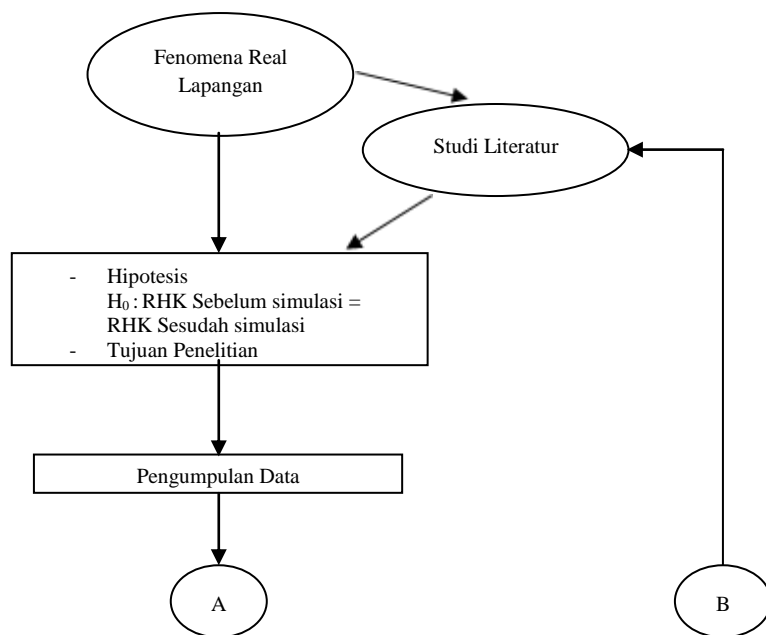 Fenomena Real
Lapangan
Studi Literatur
- Hipotesis
H₀ : RHK Sebelum simulasi =
RHK Sesudah simulasi
- Tujuan Penelitian
Pengumpulan Data
A
B